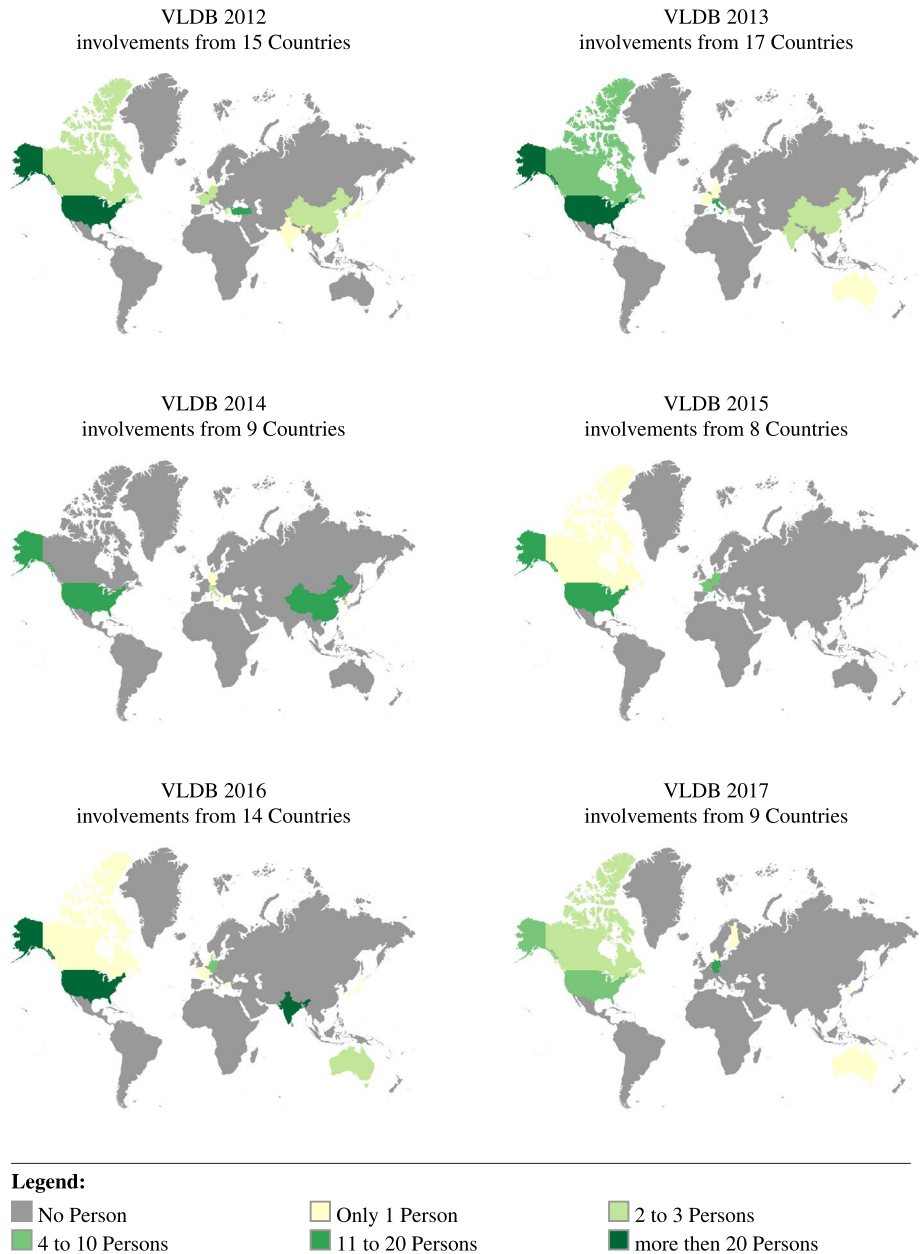 VLDB 2012
involvements from 15 Countries
VLDB 2013
involvements from 17 Countries
VLDB 2014
involvements from 9 Countries
VLDB 2015
involvements from 8 Countries
VLDB 2016
involvements from 14 Countries
VLDB 2017
involvements from 9 Countries
Legend:
No Person
Only 1 Person
2 to 3 Persons
4 to 10 Persons
11 to 20 Persons
more then 20 Persons